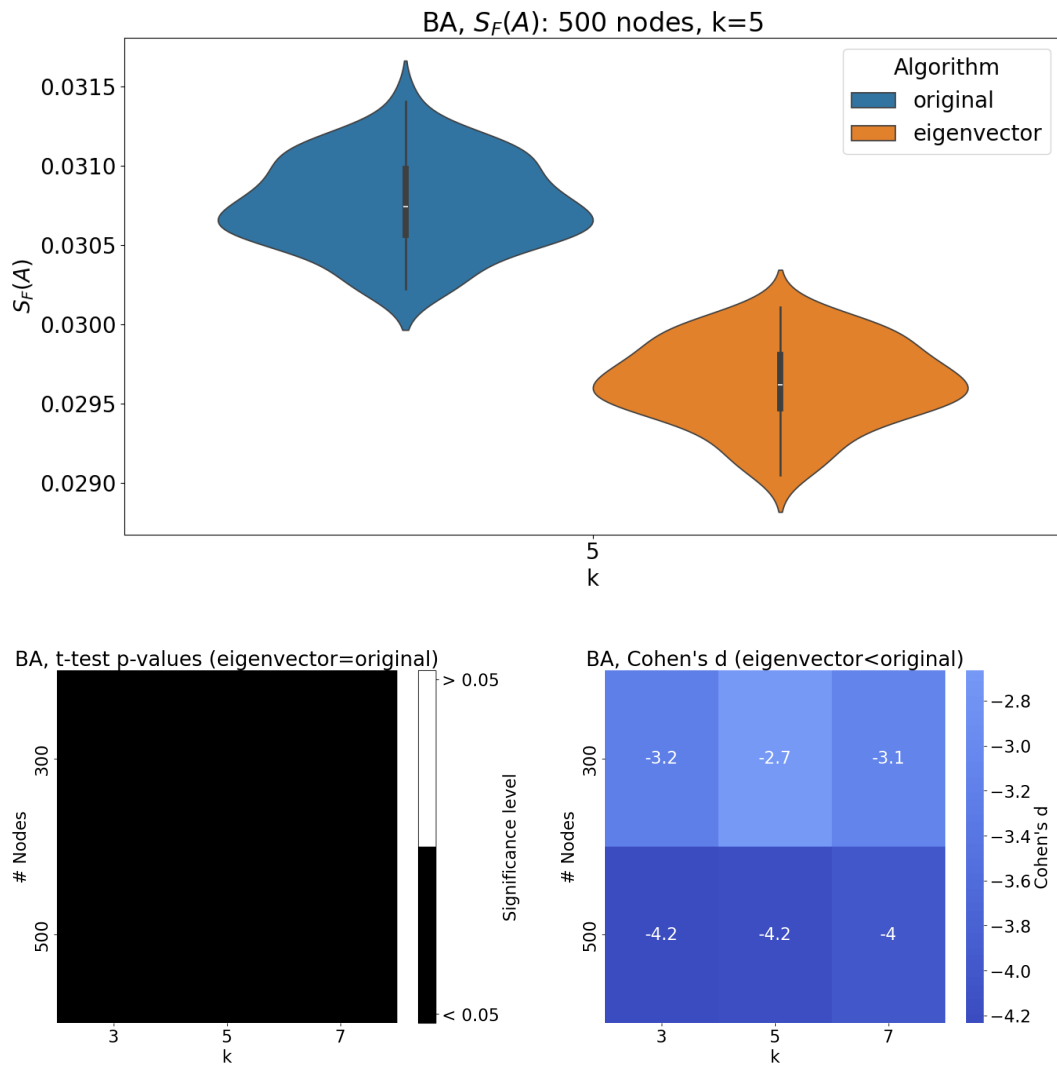 BA, S_F(A): 500 nodes, k=5
Algorithm
original
eigenvector
0.0315
0.0310
0.0305
0.0300
0.0295
0.0290
S_F(A)
5
k
BA, t-test p-values (eigenvector=original)
> 0.05
< 0.05
Significance level
300
500
# Nodes
3 5 7
k
BA, Cohen's d (eigenvector<original)
-3.2 -2.7 -3.1
-4.2 -4.2 -4
300
500
# Nodes
3 5 7
k
−2.8
−3.0
−3.2
−3.4
−3.6
−3.8
−4.0
−4.2
Cohen's d